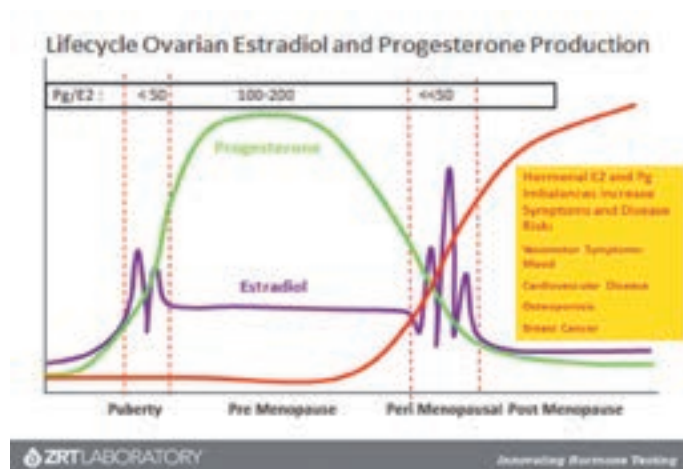 Lifecycle Ovarian Estradiol and Progesterone Production
Pg/E2 : < 50 100-200 <<50
Progesterone
Estradiol
Hormonal E2 and Pg
Imbalances Increase
Symptoms and Disease
Risk:
Vasomotor Symptoms
Mood
Cardiovascular Disease
Osteoporosis
Breast Cancer
Puberty Pre Menopause Peri Menopausal Post Menopause
ZRT LABORATORY
Innovating Hormone Testing